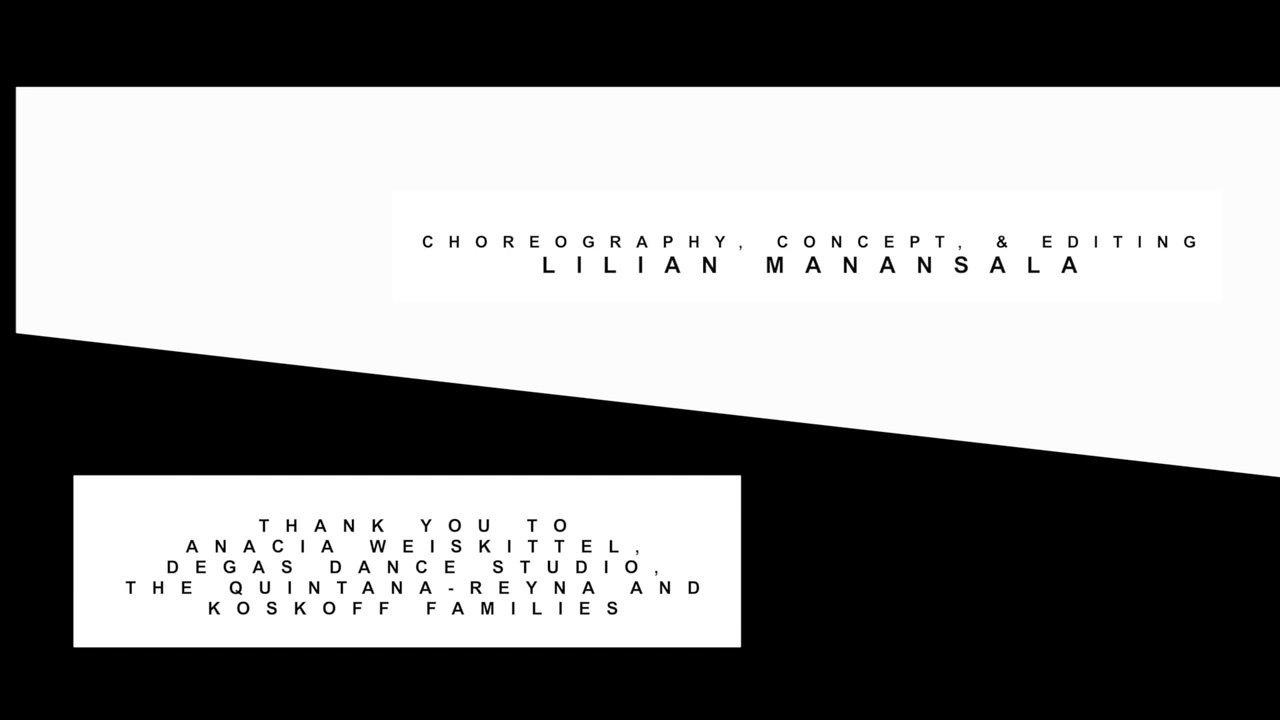 CHOREOGRAPHY, CONCEPT, & EDITING
LILIAN MANANSALA
THANK YOU TO
ANACIA WEISKITTEL,
DEGAS DANCE STUDIO,
THE QUINTANA-REYNA AND
KOSKOFF FAMILIES